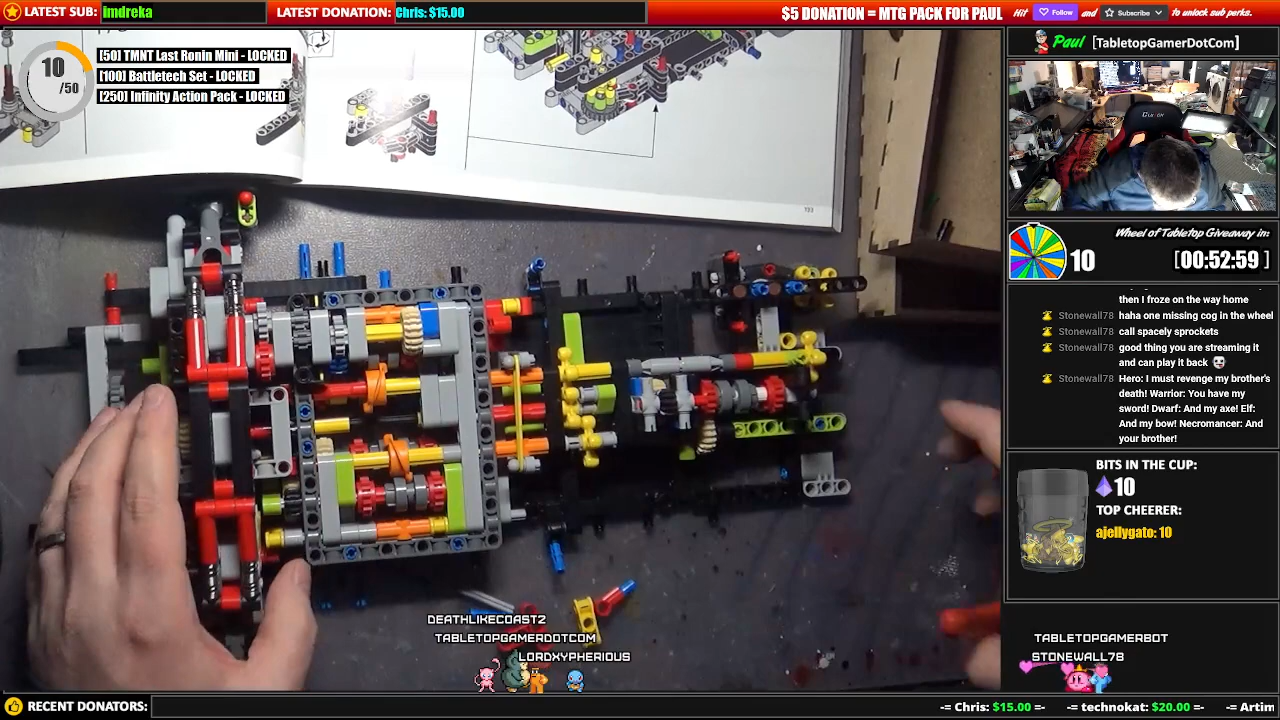 LATEST SUB: imdreka
LATEST DONATION: Chris: $15.00
$5 DONATION = MTG PACK FOR PAUL
Hit Follow and Subscribe to unlock sub perks.
10 /50
[50] TMNT Last Ronin Mini - LOCKED
[100] Battletech Set - LOCKED
[250] Infinity Action Pack - LOCKED
Paul [TabletopGamerDotCom]
Wheel of Tabletop Giveaway in:
10 [00:52:59 ]
then I froze on the way home
Stonewall78 haha one missing cog in the wheel
Stonewall78 call spacely sprockets
Stonewall78 good thing you are streaming it
and can play it back
Stonewall78 Hero: I must revenge my brother's
death! Warrior: You have my
sword! Dwarf: And my axe! Elf:
And my bow! Necromancer: And
your brother!
BITS IN THE CUP:
10
TOP CHEERER:
ajellygato: 10
DEATHLIKECOAST2
TABLETOPGAMERDOTCOM
LORDXYPHERIOUS
TABLETOPGAMERBOT
STONEWALL78
RECENT DONATORS:
-= Chris: $15.00 =- -= technokat: $20.00 =- -= Artim